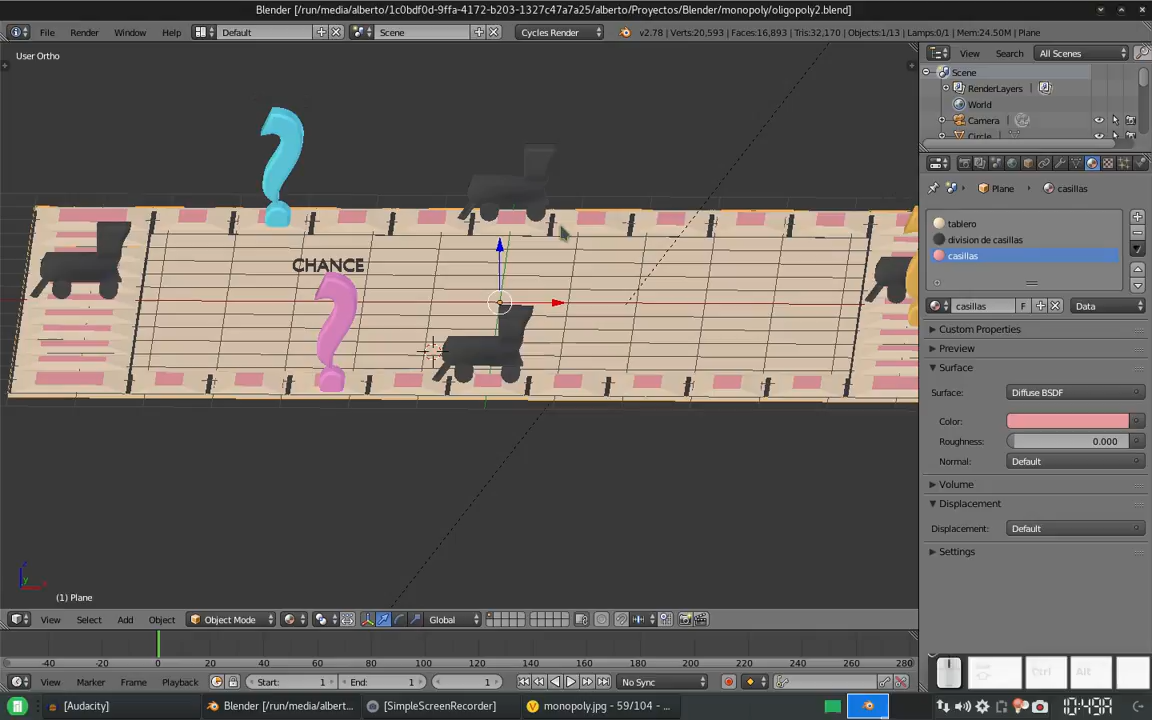 Blender [/run/media/alberto/1c0bdf0d-9ffa-4172-b203-1327c47a7a25/alberto/Proyectos/Blender/monopoly/oligopoly2.blend]
File Render Window Help Default Scene Cycles Render v2.78 | Verts:20,593 | Faces:16,893 | Tris:32,170 | Objects:1/13 | Lamps:0/1 | Mem:24.50M | Plane
User Ortho
View Search All Scenes
Scene
RenderLayers
World
Camera
Circle
Plane casillas
tablero
division de casillas
casillas
casillas F Data
Custom Properties
Preview
Surface
Surface: Diffuse BSDF
Color:
Roughness: 0.000
Normal: Default
Volume
Displacement
Displacement: Default
Settings
CHANCE
z
y
x
(1) Plane
View Select Add Object Mode Global
-40 -20 0 20 40 60 80 100 120 140 160 180 200 220 240 260 280
View Marker Frame Playback Start: 1 End: 1 1 No Sync
Ctrl Alt
[Audacity] Blender [/run/media/albert... [SimpleScreenRecorder] monopoly.jpg - 59/104 - ...